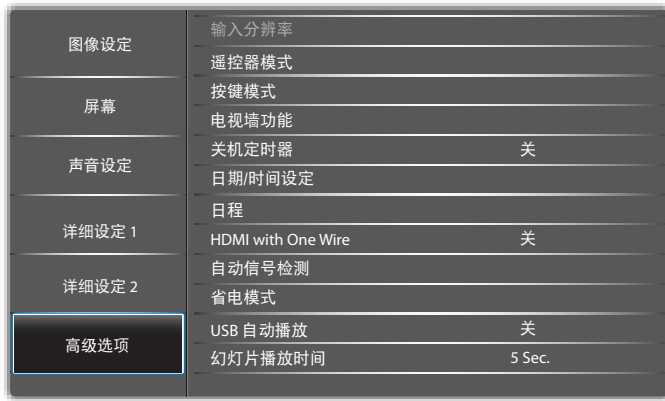 图像设定
屏幕
声音设定
详细设定 1
详细设定 2
高级选项
输入分辨率
遥控器模式
按键模式
电视墙功能
关机定时器 关
日期/时间设定
日程
HDMI with One Wire 关
自动信号检测
省电模式
USB 自动播放 关
幻灯片播放时间 5 Sec.